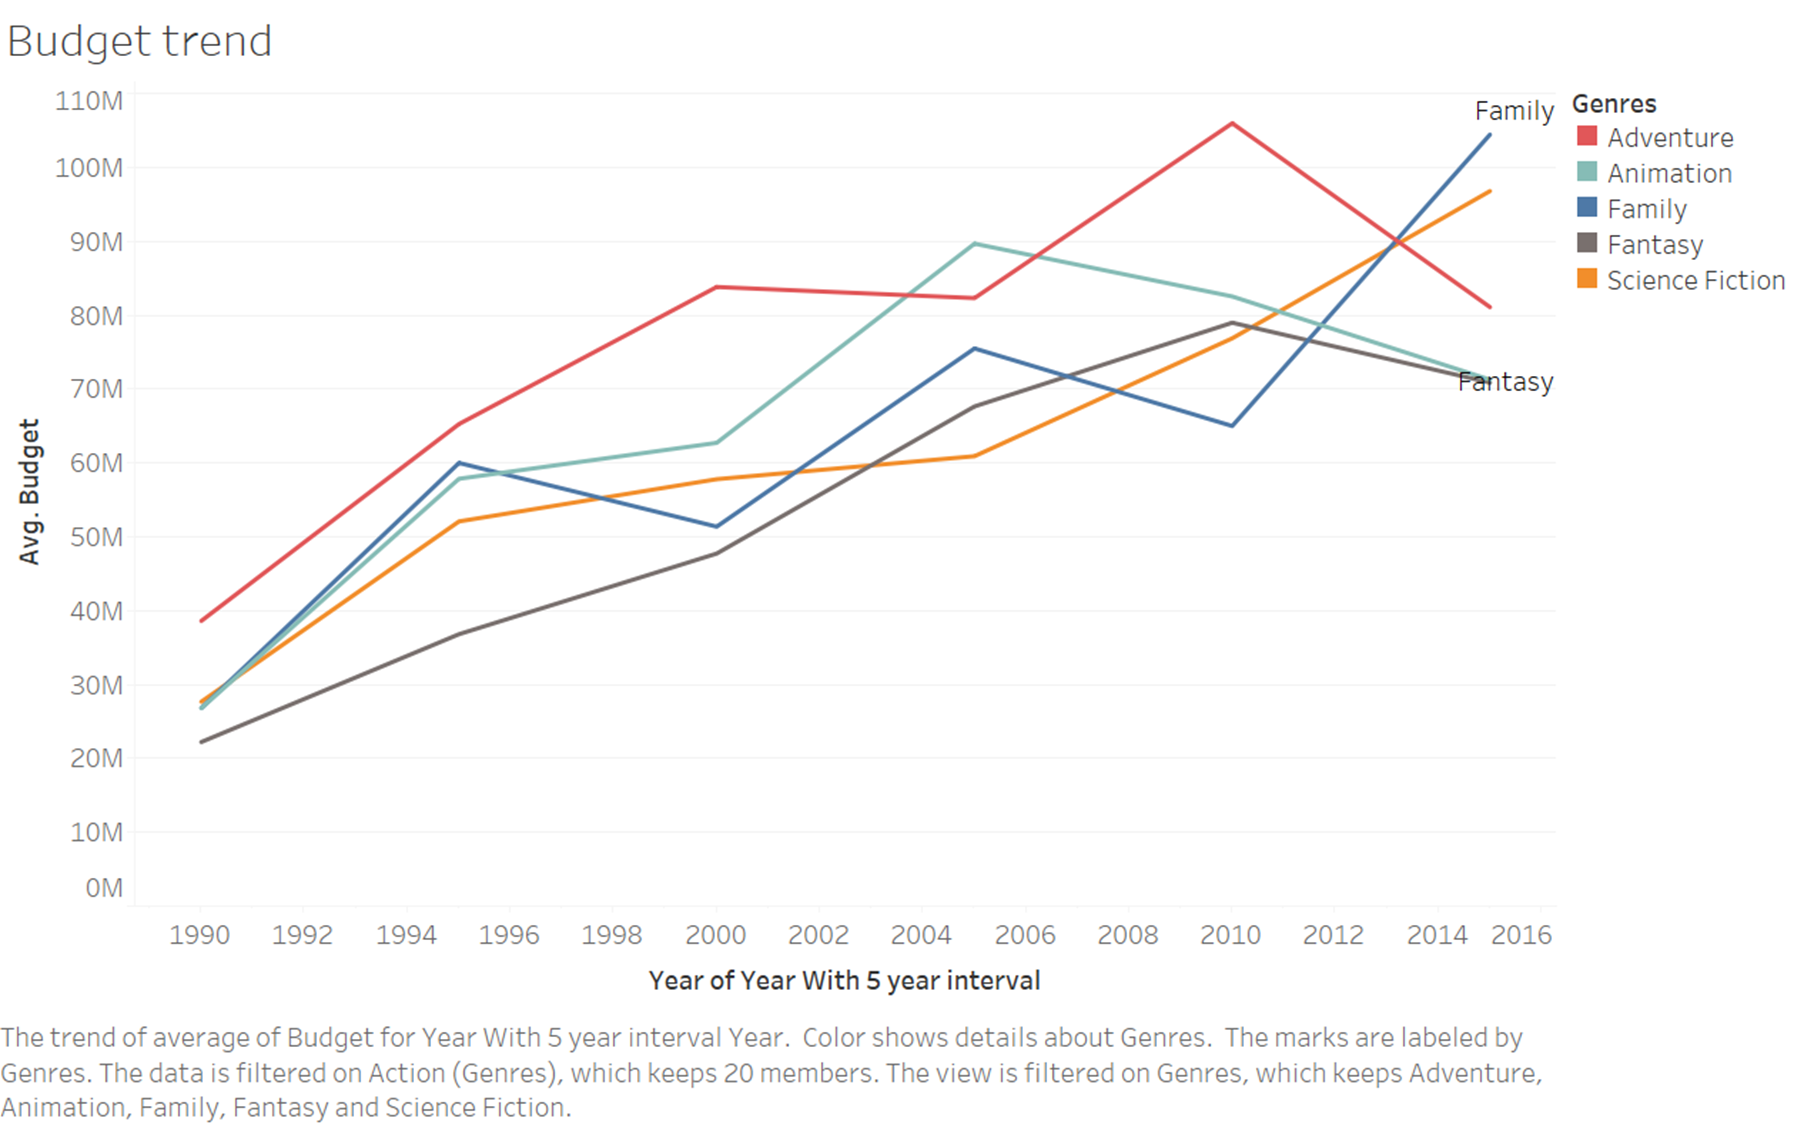 Budget trend
110M
100M
90M
80M
70M
60M
50M
40M
30M
20M
10M
0M
Avg. Budget
Family
Fantasy
1990 1992 1994 1996 1998 2000 2002 2004 2006 2008 2010 2012 2014 2016
Year of Year With 5 year interval
Genres
Adventure
Animation
Family
Fantasy
Science Fiction
The trend of average of Budget for Year With 5 year interval Year.  Color shows details about Genres.  The marks are labeled by
Genres. The data is filtered on Action (Genres), which keeps 20 members. The view is filtered on Genres, which keeps Adventure,
Animation, Family, Fantasy and Science Fiction.